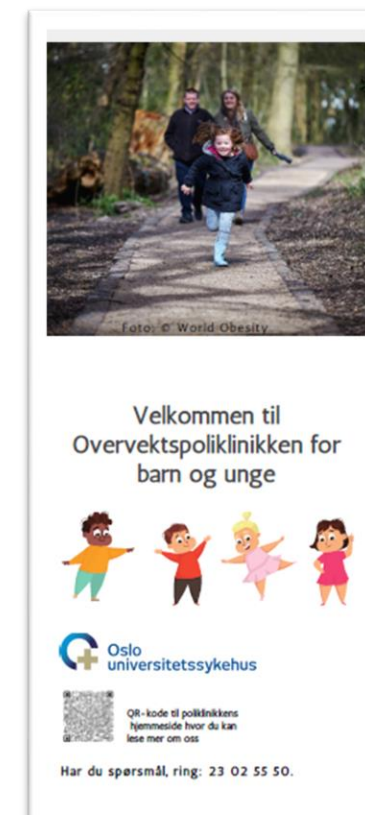 Foto: © World Obesity
Velkommen til
Overvektspoliklinikken for
barn og unge
Oslo
universitetssykehus
QR-kode til poliklinikkens
hjemmeside hvor du kan
lese mer om oss
Har du spørsmål, ring: 23 02 55 50.